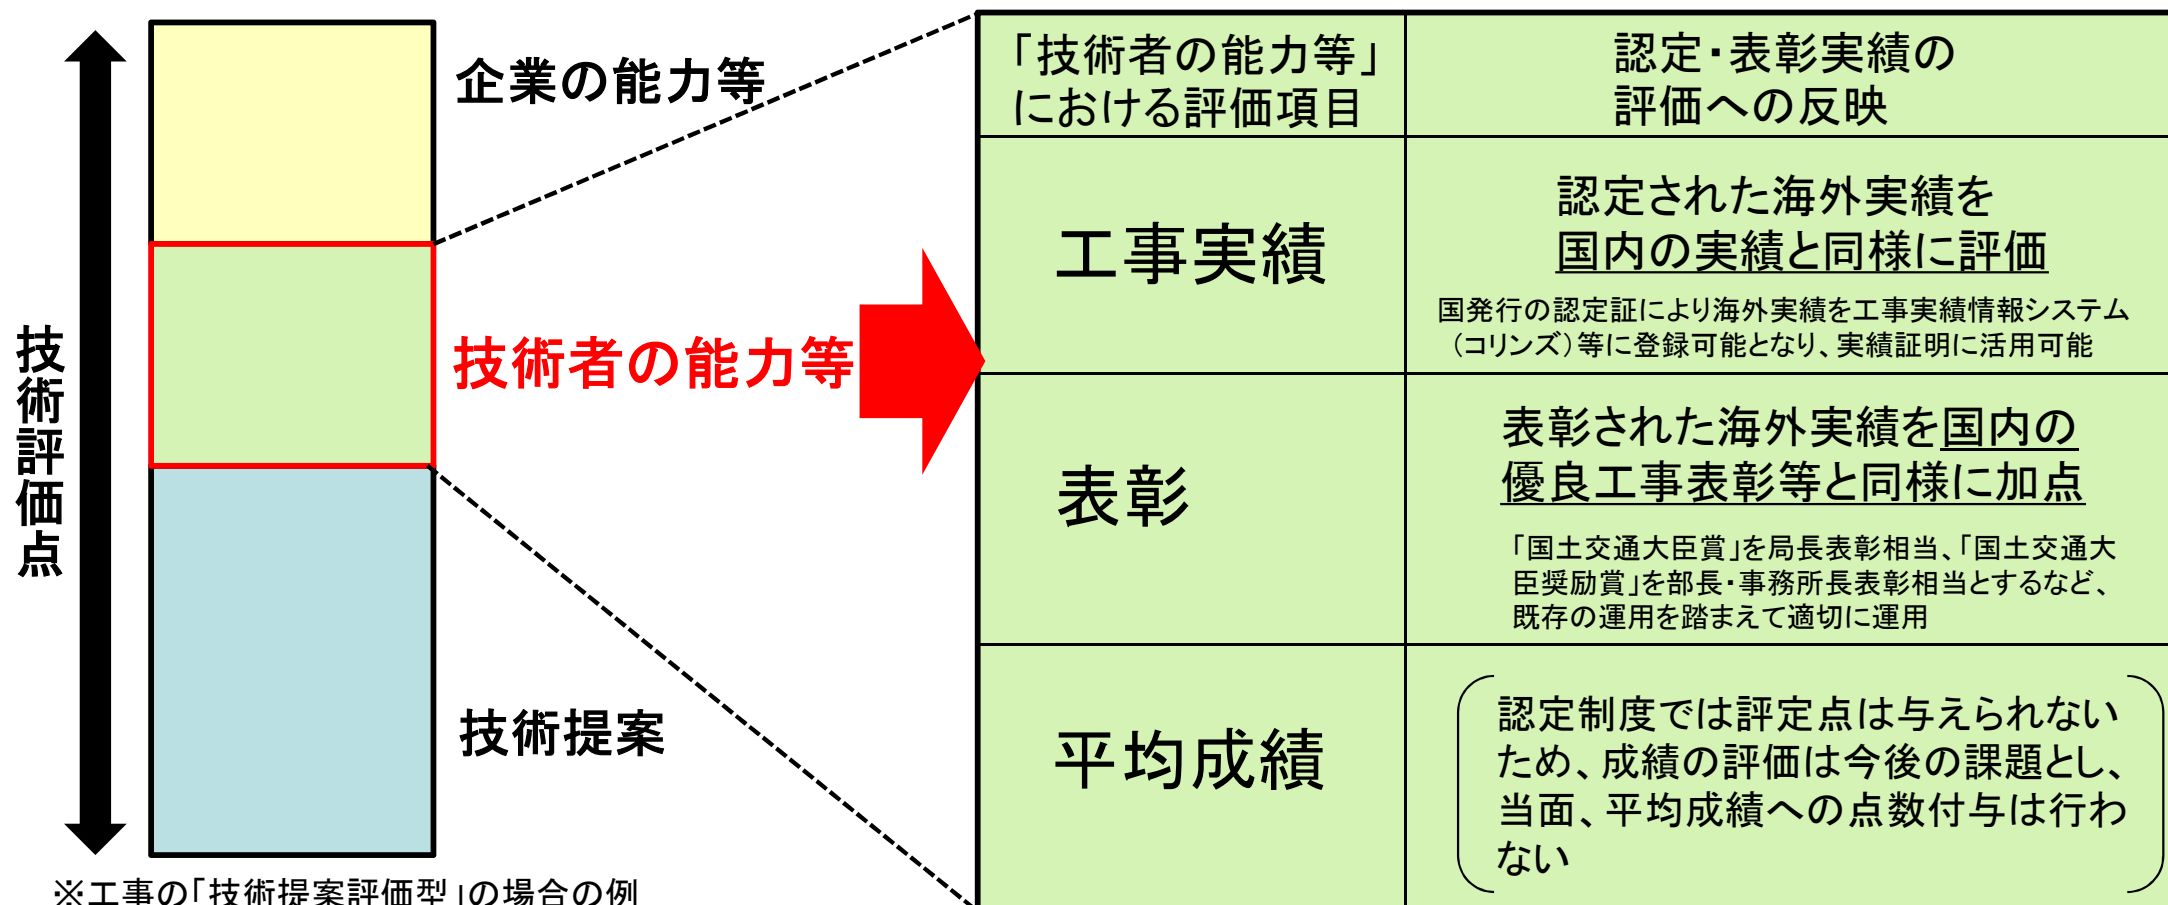 技術評価点
企業の能力等
技術者の能力等
技術提案
※工事の「技術提案評価型」の場合の例
「技術者の能力等」
における評価項目
認定・表彰実績の
評価への反映
工事実績
認定された海外実績を
国内の実績と同様に評価
国発行の認定証により海外実績を工事実績情報システム
（コリンズ）等に登録可能となり、実績証明に活用可能
表彰
表彰された海外実績を国内の
優良工事表彰等と同様に加点
「国土交通大臣賞」を局長表彰相当、「国土交通大
臣奨励賞」を部長・事務所長表彰相当とするなど、
既存の運用を踏まえて適切に運用
平均成績
認定制度では評定点は与えられない
ため、成績の評価は今後の課題とし、
当面、平均成績への点数付与は行わ
ない